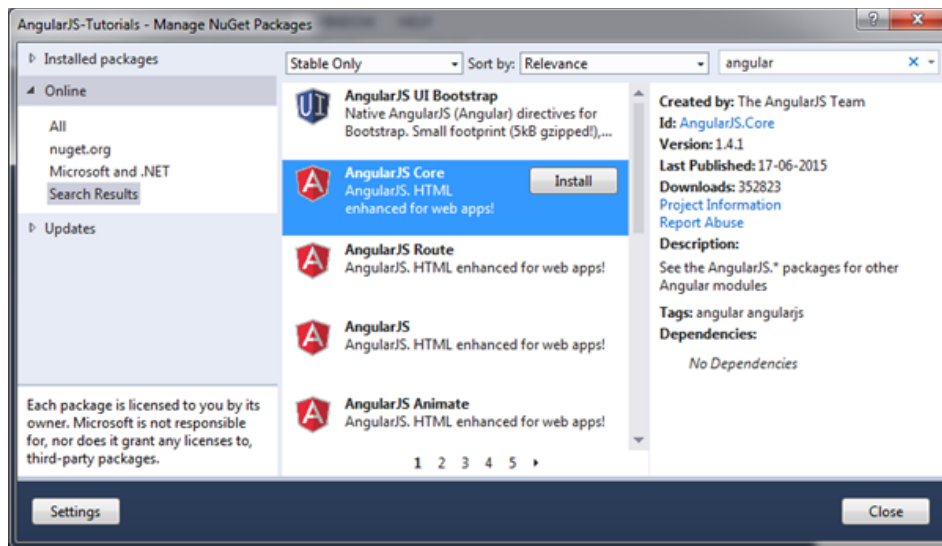 AngularJS-Tutorials - Manage NuGet Packages
Installed packages
Online
All
nuget.org
Microsoft and .NET
Search Results
Updates
Each package is licensed to you by its
owner. Microsoft is not responsible
for, nor does it grant any licenses to,
third-party packages.
Stable Only
Sort by: Relevance
angular
AngularJS UI Bootstrap
Native AngularJS (Angular) directives for
Bootstrap. Small footprint (5kB gzipped!),...
AngularJS Core
AngularJS. HTML
enhanced for web apps!
Install
AngularJS Route
AngularJS. HTML enhanced for web apps!
AngularJS
AngularJS. HTML enhanced for web apps!
AngularJS Animate
AngularJS. HTML enhanced for web apps!
1 2 3 4 5
Created by: The AngularJS Team
Id: AngularJS.Core
Version: 1.4.1
Last Published: 17-06-2015
Downloads: 352823
Project Information
Report Abuse
Description:
See the AngularJS.* packages for other
Angular modules
Tags: angular angularjs
Dependencies:
No Dependencies
Settings
Close